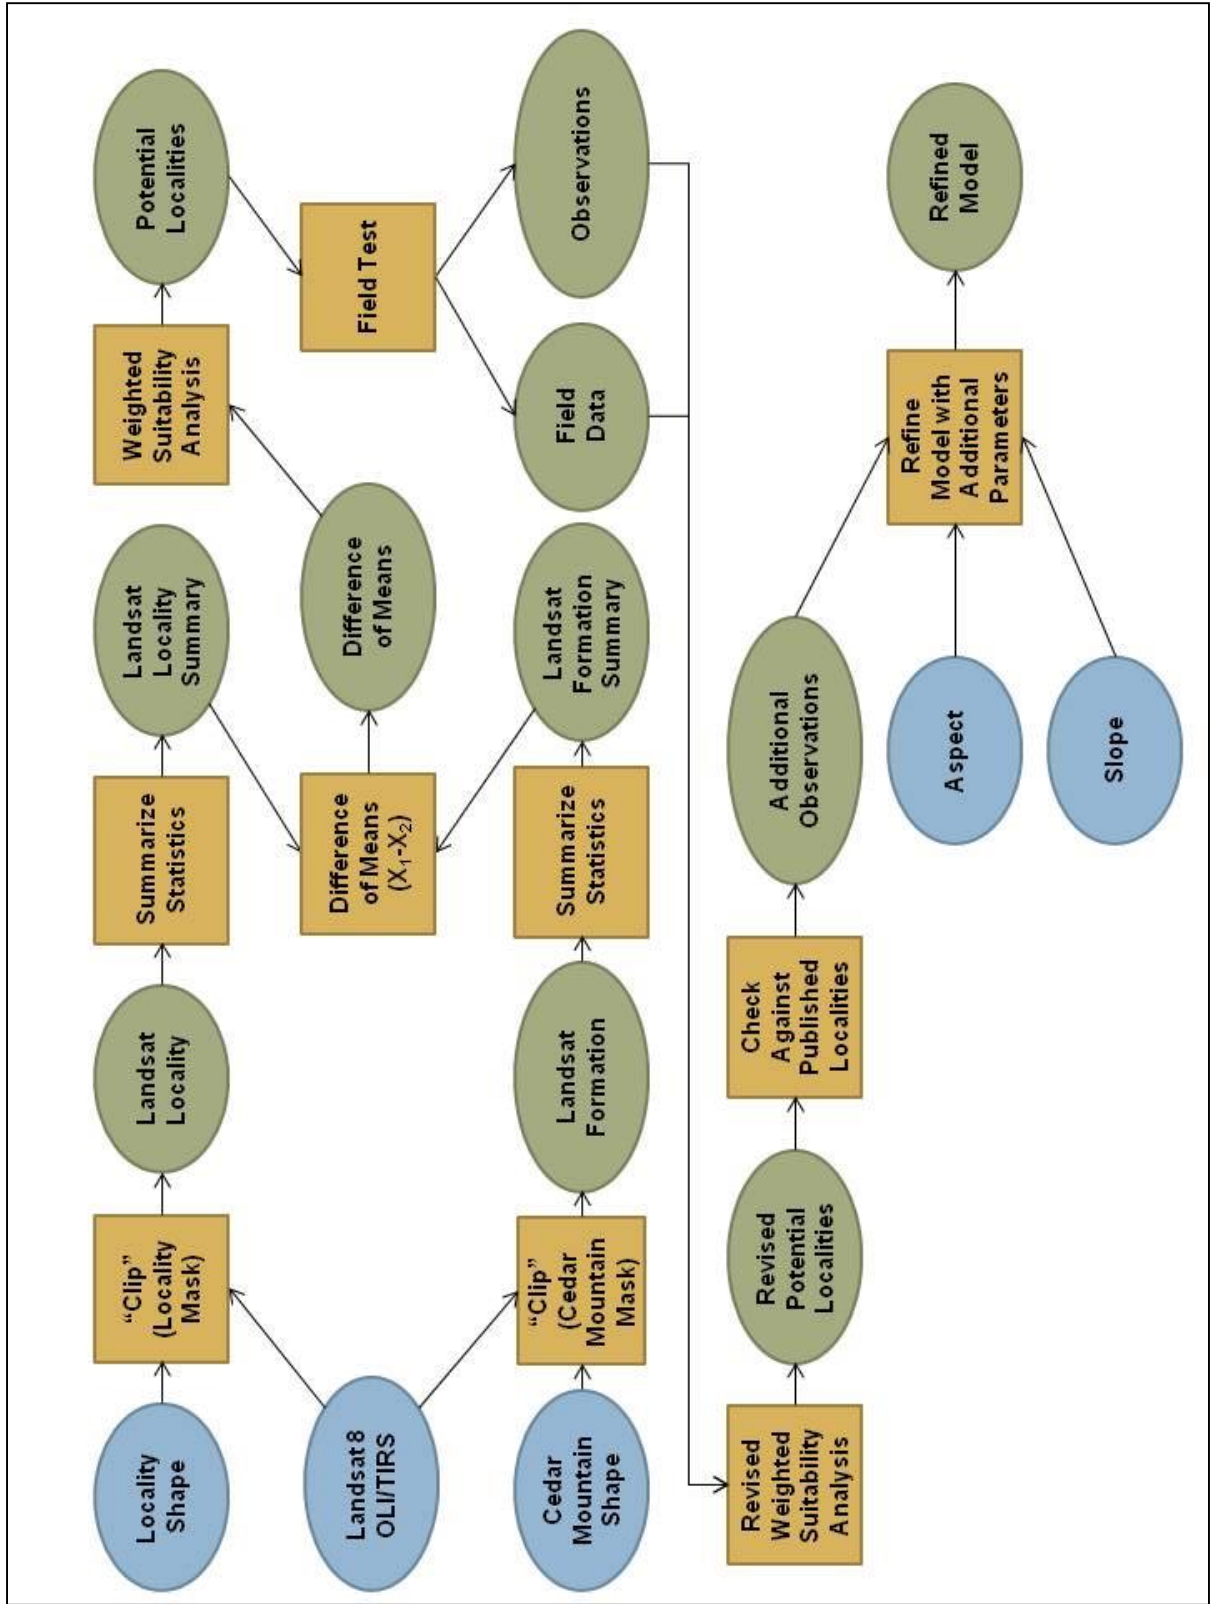 Locality
Shape
“Clip”
(Locality
Mask)
Landsat
Locality
Summarize
Statistics
Landsat
Locality
Summary
Weighted
Suitability
Analysis
Potential
Localities
Landsat 8
OLI/TIRS
Difference
of Means
(X₁-X₂)
Difference
of Means
Field Test
Cedar
Mountain
Shape
“Clip”
(Cedar
Mountain
Mask)
Landsat
Formation
Summarize
Statistics
Landsat
Formation
Summary
Field
Data
Observations
Revised
Weighted
Suitability
Analysis
Revised
Potential
Localities
Check
Against
Published
Localities
Additional
Observations
Aspect
Refine
Model with
Additional
Parameters
Refined
Model
Slope